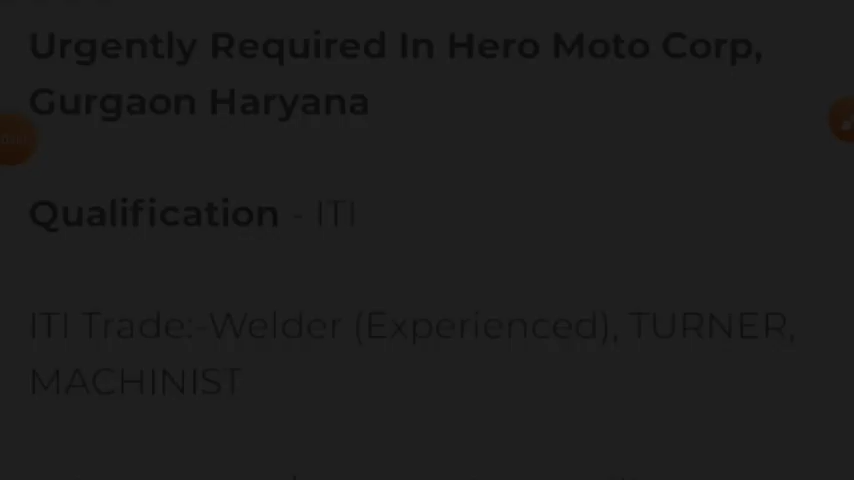 Urgently Required In Hero Moto Corp,
Gurgaon Haryana
Qualification - ITI
ITI Trade:-Welder (Experienced), TURNER,
MACHINIST